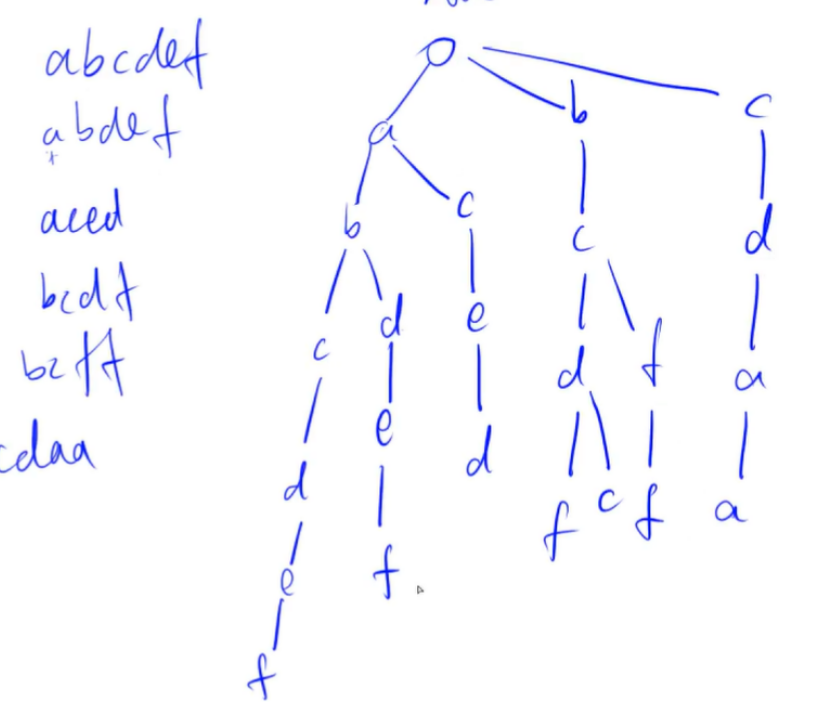 abcdef
abdef
aced
bcdf
bcff
cdaa
a b c
b c c d
c d e d f a
d e d f c f a
e f
f